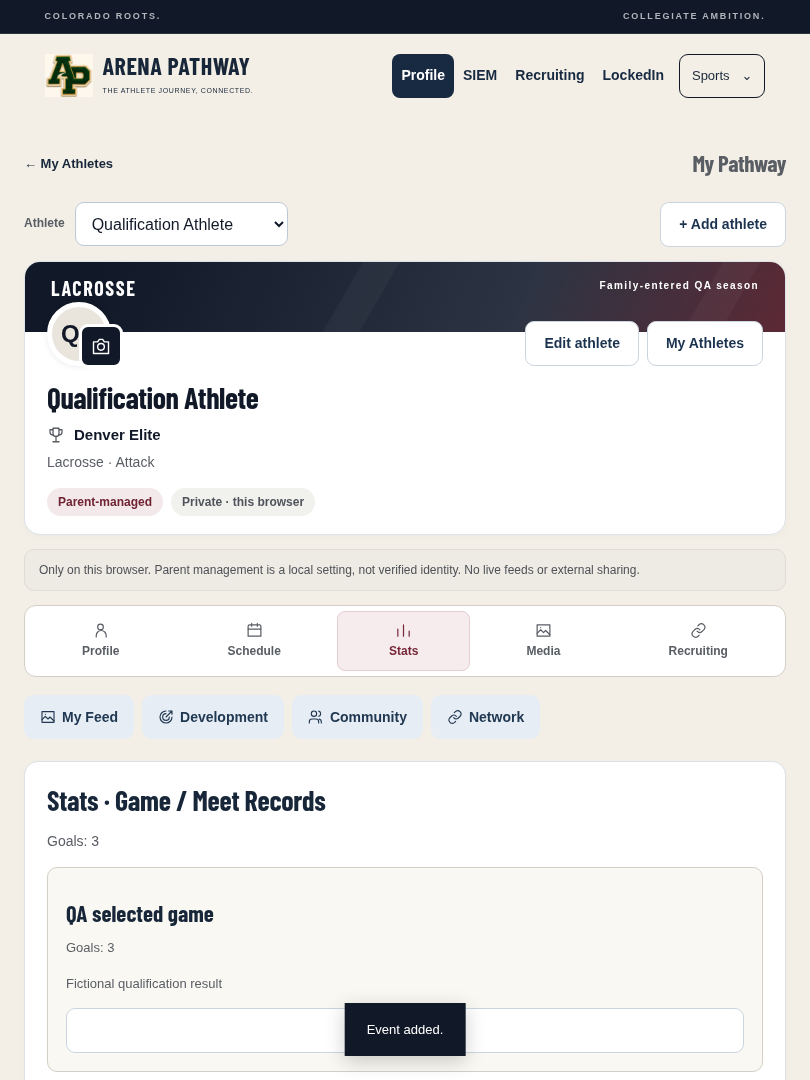 COLORADO ROOTS.
COLLEGIATE AMBITION.
AP
ARENA PATHWAY
THE ATHLETE JOURNEY, CONNECTED.
Profile
SIEM
Recruiting
LockedIn
Sports
← My Athletes
My Pathway
Athlete
Qualification Athlete
+ Add athlete
LACROSSE
Family-entered QA season
Q
Edit athlete
My Athletes
Qualification Athlete
Denver Elite
Lacrosse · Attack
Parent-managed
Private · this browser
Only on this browser. Parent management is a local setting, not verified identity. No live feeds or external sharing.
Profile
Schedule
Stats
Media
Recruiting
My Feed
Development
Community
Network
Stats · Game / Meet Records
Goals: 3
QA selected game
Goals: 3
Fictional qualification result
Event added.